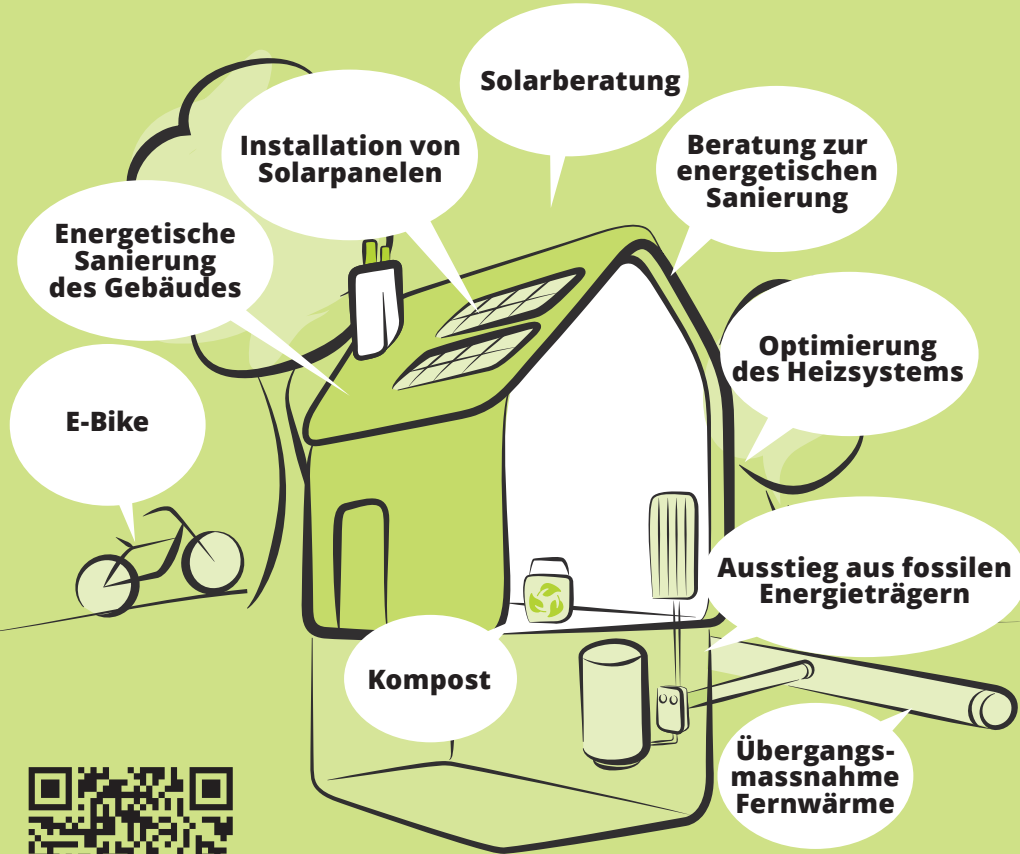 Solarberatung
Installation von
Solarpanelen
Beratung zur
energetischen
Sanierung
Energetische
Sanierung
des Gebäudes
Optimierung
des Heizsystems
E-Bike
Ausstieg aus fossilen
Energieträgern
Kompost
Übergangs-
massnahme
Fernwärme